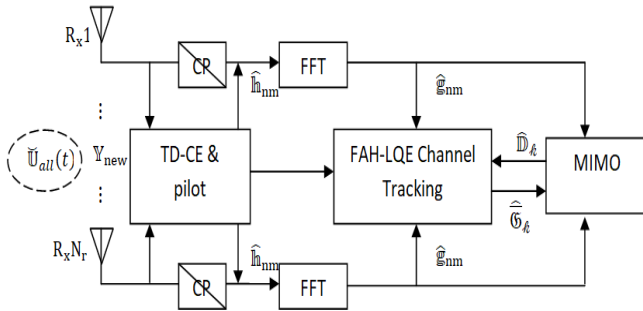 Rₓ1
CP
ĥₙₘ
FFT
ĝₙₘ
⋮
Ŭₐₗₗ(t)
𝕐new
TD-CE &
pilot
FAH-LQE Channel
Tracking
𝔻̂𝓀
𝔊̅̂𝓀
MIMO
⋮
RₓNᵣ
CP
ĥₙₘ
FFT
ĝₙₘ